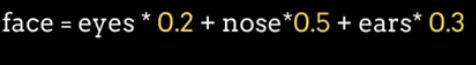 face = eyes * 0.2 + nose*0.5 + ears* 0.3